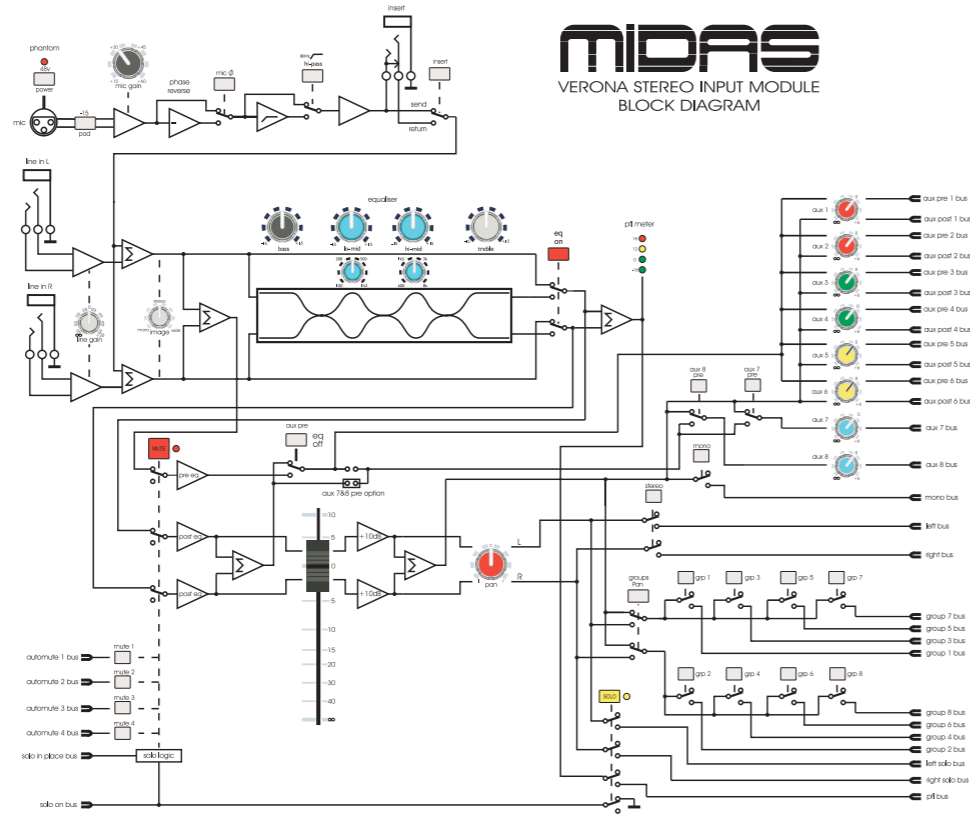 MIDAS
VERONA STEREO INPUT MODULE
BLOCK DIAGRAM
insert
phantom
48v
power
+30
+45
+15
+60
mic gain
phase
reverse
mic Ø
80Hz
hi-pass
insert
mic
-15
pad
send
return
line in L
line in R
line gain
mono
stereo
wide
image
equaliser
bass
lo-mid
hi-mid
treble
eq
on
pfl meter
Σ
Σ
Σ
Σ
aux 1
aux 2
aux 3
aux 4
aux 5
aux 6
aux 7
aux 8
aux pre 1 bus
aux post 1 bus
aux pre 2 bus
aux post 2 bus
aux pre 3 bus
aux post 3 bus
aux pre 4 bus
aux post 4 bus
aux pre 5 bus
aux post 5 bus
aux pre 6 bus
aux post 6 bus
aux 7 bus
aux 8 bus
mono bus
left bus
right bus
aux 8
pre
aux 7
pre
mono
stereo
MUTE
aux pre
eq
off
pre eq
aux 7&8 pre option
post eq
post eq
Σ
10
5
0
5
10
15
20
30
40
∞
+10dB
+10dB
Σ
L
R
pan
groups
Pan
grp 1
grp 3
grp 5
grp 7
group 7 bus
group 5 bus
group 3 bus
group 1 bus
grp 2
grp 4
grp 6
grp 8
group 8 bus
group 6 bus
group 4 bus
group 2 bus
SOLO
left solo bus
right solo bus
pfl bus
automute 1 bus
mute 1
automute 2 bus
mute 2
automute 3 bus
mute 3
automute 4 bus
mute 4
solo in place bus
solo logic
solo on bus